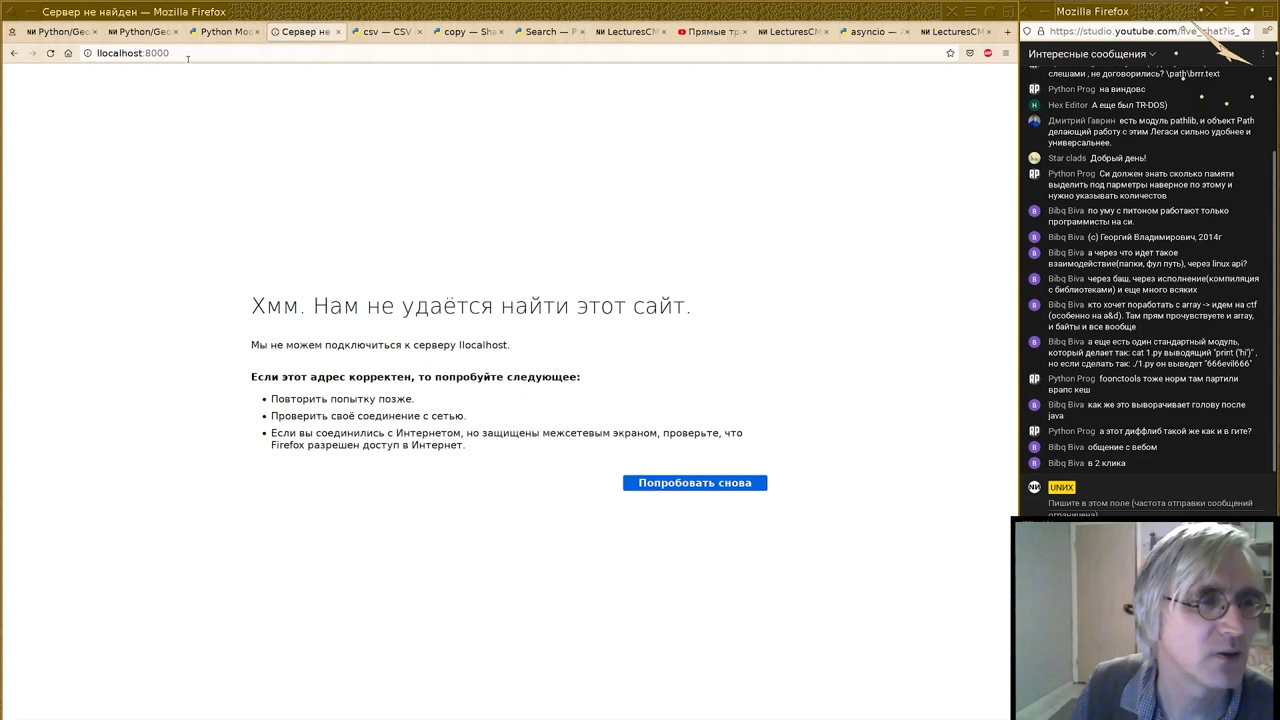 Сервер не найден — Mozilla Firefox
Mozilla Firefox
Python/Geo
Python/Geo
Python Mod
Сервер не
csv — CSV
copy — Sha
Search — P
LecturesCM
Прямые тр
LecturesCM
asyncio —
LecturesCM
llocalhost:8000
https://studio.youtube.com/live_chat?is_
Интересные сообщения
слешами , не договорились? \path\brrr.text
Python Prog на виндовс
Hex Editor А еще был TR-DOS)
Дмитрий Гаврин есть модуль pathlib, и объект Path
делающий работу с этим Легаси сильно удобнее и
универсальнее.
Star clads Добрый день!
Python Prog Си должен знать сколько памяти
выделить под парметры наверное по этому и
нужно указывать количестов
Bibq Biva по уму с питоном работают только
программисты на си.
Bibq Biva (с) Георгий Владимирович, 2014г
Bibq Biva а через что идет такое
взаимодействие(папки, фул путь), через linux api?
Bibq Biva через баш, через исполнение(компиляция
с библиотеками) и еще много всяких
Bibq Biva кто хочет поработать с array -> идем на ctf
(особенно на a&d). Там прям прочувствуете и array,
и байты и все вообще
Bibq Biva а еще есть один стандартный модуль,
который делает так: cat 1.py выводящий "print ('hi')" ,
но если сделать так: ./1.py он выведет "666evil666"
Python Prog foonctools тоже норм там партили
врапс кеш
Bibq Biva как же это выворачивает голову после
java
Python Prog а этот диффлиб такой же как и в гите?
Bibq Biva общение с вебом
Bibq Biva в 2 клика
UNИX
Пишите в этом поле (частота отправки сообщений
ограничена)
Хмм. Нам не удаётся найти этот сайт.
Мы не можем подключиться к серверу llocalhost.
Если этот адрес корректен, то попробуйте следующее:
Повторить попытку позже.
Проверить своё соединение с сетью.
Если вы соединились с Интернетом, но защищены межсетевым экраном, проверьте, что
Firefox разрешен доступ в Интернет.
Попробовать снова